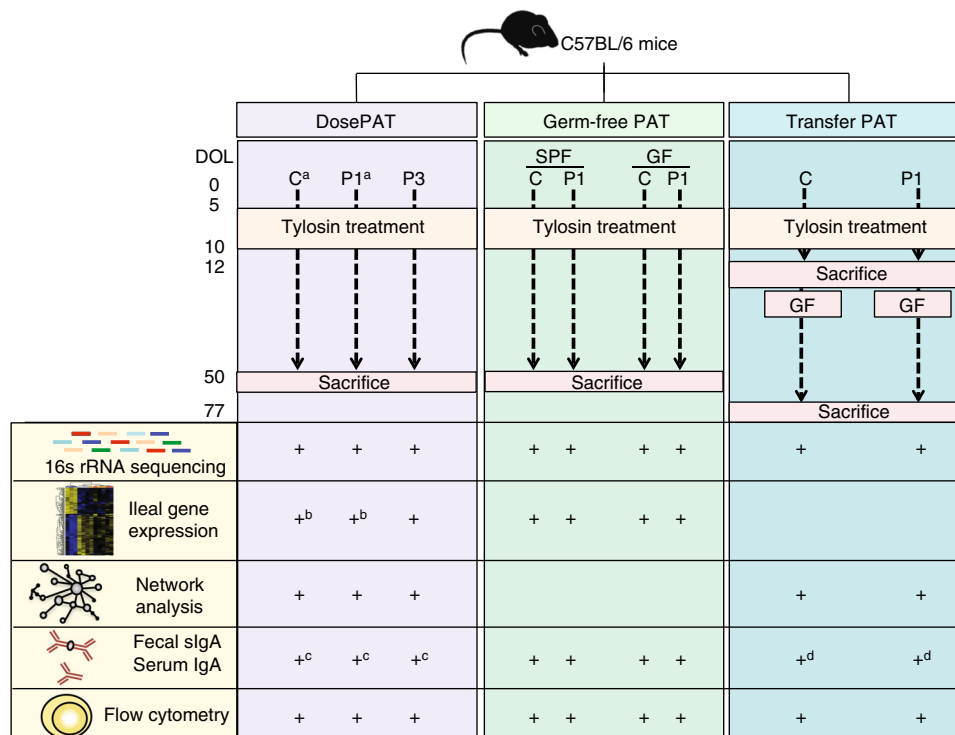 C57BL/6 mice
DosePAT Germ-free PAT Transfer PAT
DOL SPF GF
0 Cᵃ P1ᵃ P3 C P1 C P1 C P1
5
Tylosin treatment Tylosin treatment Tylosin treatment
10
12 Sacrifice
GF GF
50 Sacrifice Sacrifice
77 Sacrifice
16s rRNA sequencing + + + + + + + + +
Ileal gene
expression +ᵇ +ᵇ + + + + +
Network
analysis + + + + +
Fecal sIgA
Serum IgA +ᶜ +ᶜ +ᶜ + + + + +ᵈ +ᵈ
Flow cytometry + + + + + + + + +